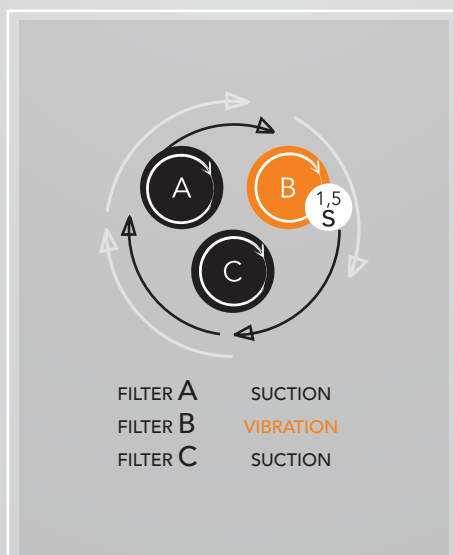 A
B
1,5
S
C
FILTER A SUCTION
FILTER B VIBRATION
FILTER C SUCTION